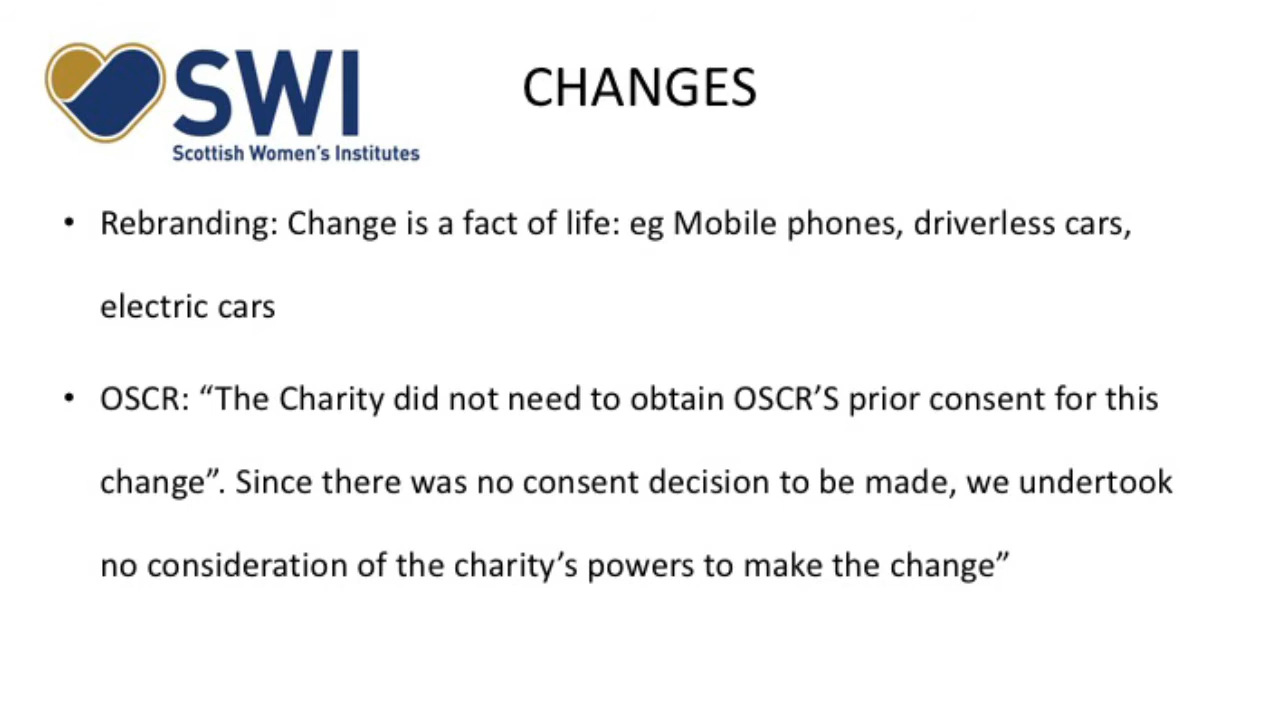 SWI
Scottish Women's Institutes
CHANGES
• Rebranding: Change is a fact of life: eg Mobile phones, driverless cars,
electric cars
• OSCR: “The Charity did not need to obtain OSCR’S prior consent for this
change”. Since there was no consent decision to be made, we undertook
no consideration of the charity’s powers to make the change”